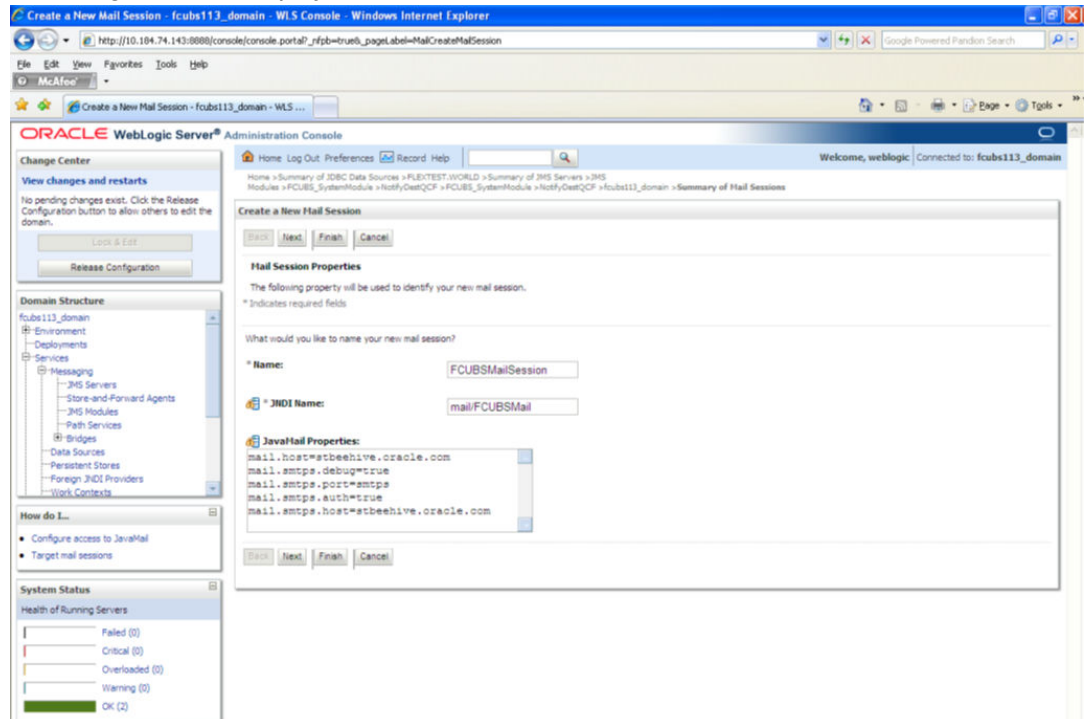 Create a New Mail Session - fcubs113_domain - WLS Console - Windows Internet Explorer
http://10.184.74.143:8888/console/console.portal?_nfpb=true&_pageLabel=MailCreateMailSession
Google Powered Pandion Search
File Edit View Favorites Tools Help
McAfee
Create a New Mail Session - fcubs113_domain - WLS ...
Page Tools
ORACLE WebLogic Server® Administration Console
Change Center
View changes and restarts
No pending changes exist. Click the Release
Configuration button to allow others to edit the
domain.
Lock & Edit
Release Configuration
Domain Structure
fcubs113_domain
Environment
Deployments
Services
Messaging
JMS Servers
Store-and-Forward Agents
JMS Modules
Path Services
Bridges
Data Sources
Persistent Stores
Foreign JNDI Providers
Work Contexts
How do I...
Configure access to JavaMail
Target mail sessions
System Status
Health of Running Servers
Failed (0)
Critical (0)
Overloaded (0)
Warning (0)
OK (2)
Home Log Out Preferences Record Help
Welcome, weblogic Connected to: fcubs113_domain
Home >Summary of JDBC Data Sources >FLEXTEST.WORLD >Summary of JMS Servers >JMS
Modules >FCUBS_SystemModule >NotifyDestQCF >FCUBS_SystemModule >NotifyDestQCF >fcubs113_domain >Summary of Mail Sessions
Create a New Mail Session
Back Next Finish Cancel
Mail Session Properties
The following property will be used to identify your new mail session.
* Indicates required fields
What would you like to name your new mail session?
* Name: FCUBSMailSession
* JNDI Name: mail/FCUBSMail
JavaMail Properties:
mail.host=stbeehive.oracle.com
mail.smtps.debug=true
mail.smtps.port=smtps
mail.smtps.auth=true
mail.smtps.host=stbeehive.oracle.com
Back Next Finish Cancel